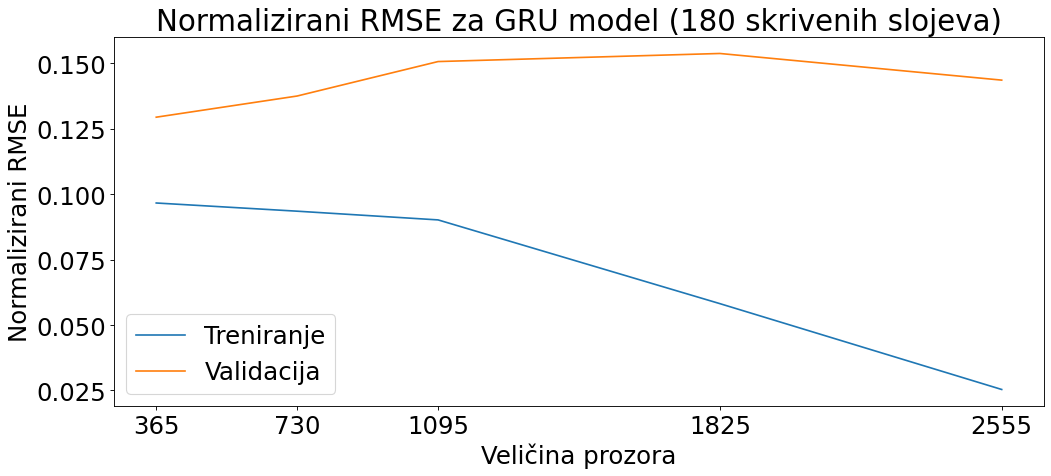 Normalizirani RMSE za GRU model (180 skrivenih slojeva)
Normalizirani RMSE
0.150
0.125
0.100
0.075
0.050
0.025
Treniranje
Validacija
365 730 1095 1825 2555
Veličina prozora